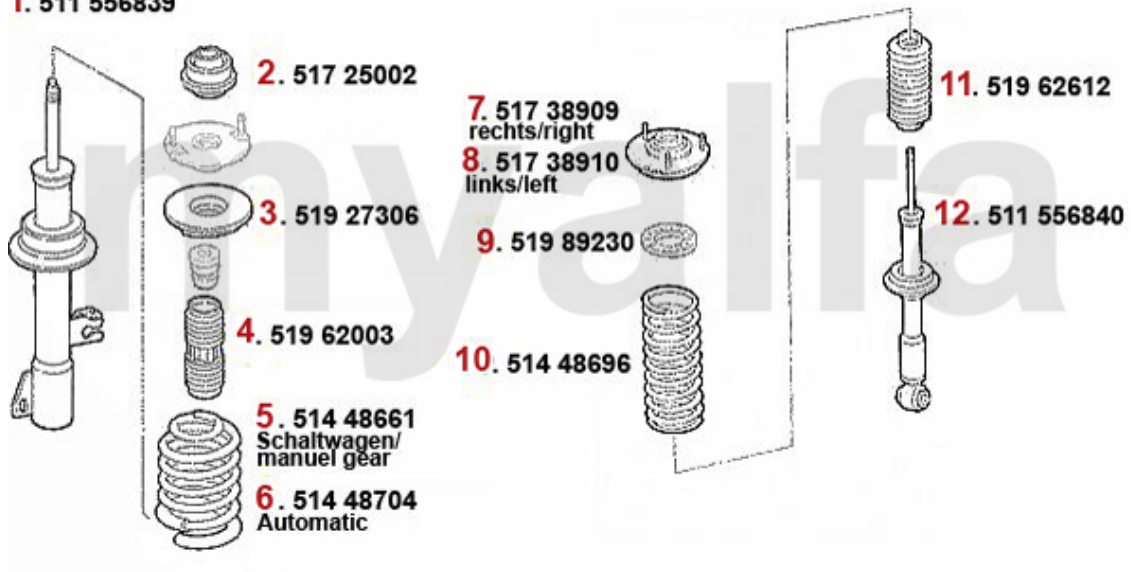 1. 511 556839
2. 517 25002
3. 519 27306
4. 519 62003
5. 514 48661
Schaltwagen/
manuel gear
6. 514 48704
Automatic
7. 517 38909
rechts/right
8. 517 38910
links/left
9. 519 89230
10. 514 48696
11. 519 62612
12. 511 556840
myalfa